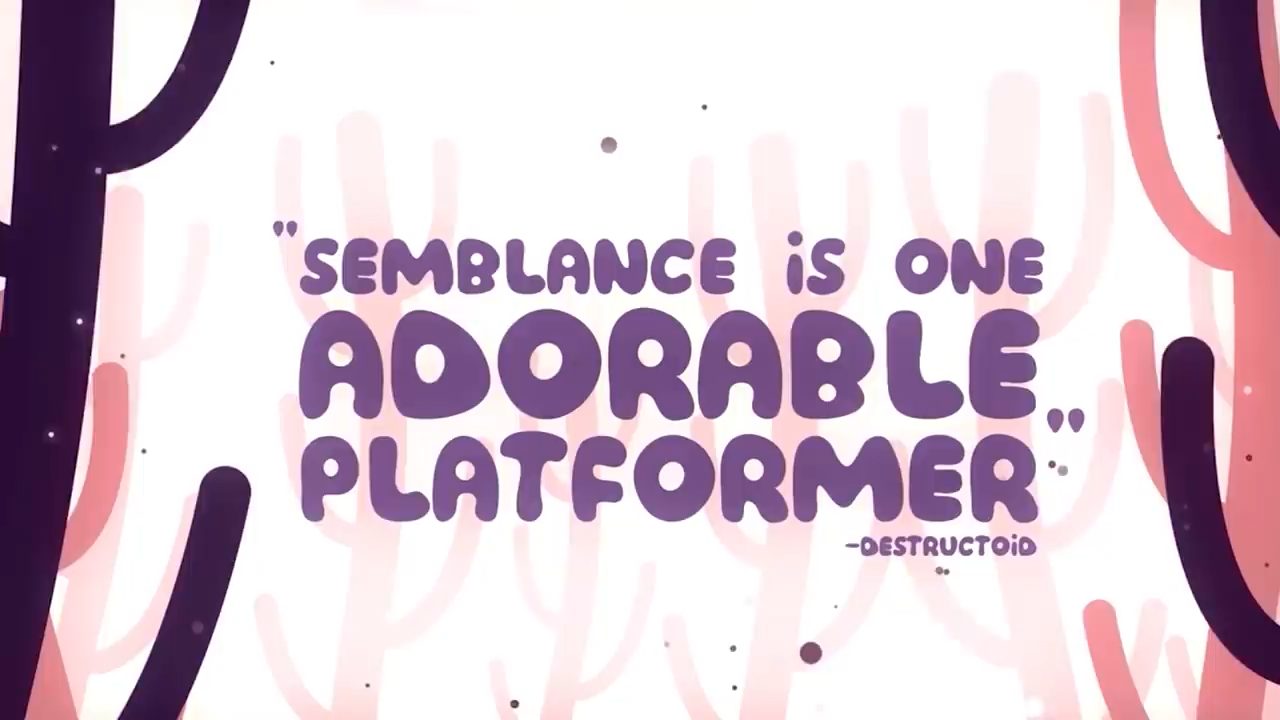 "SEMBLANCE iS ONE
ADORABLE
PLATFORMER"
-DESTRUCTOiD